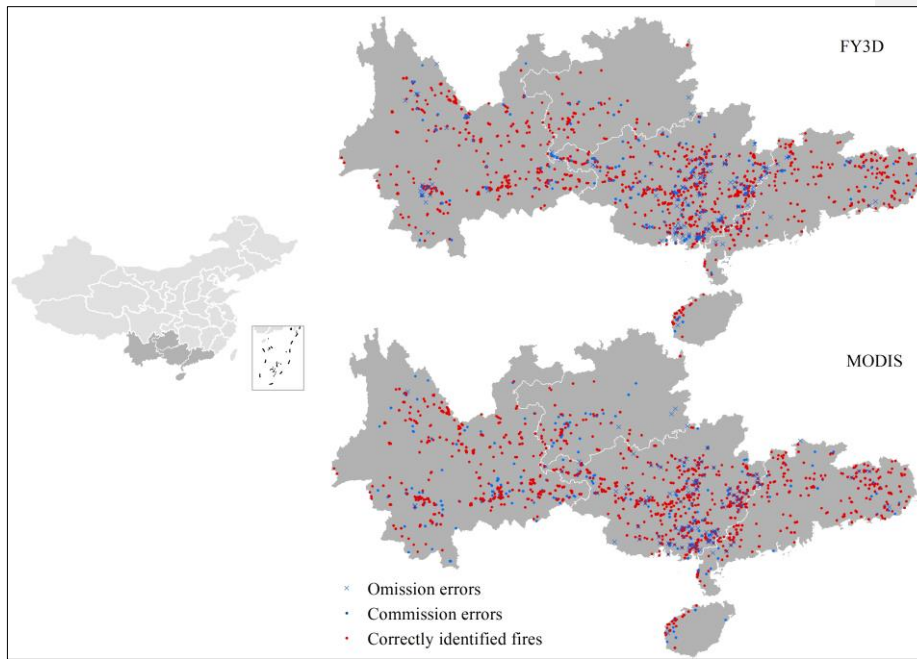 FY3D
MODIS
Omission errors
Commission errors
Correctly identified fires